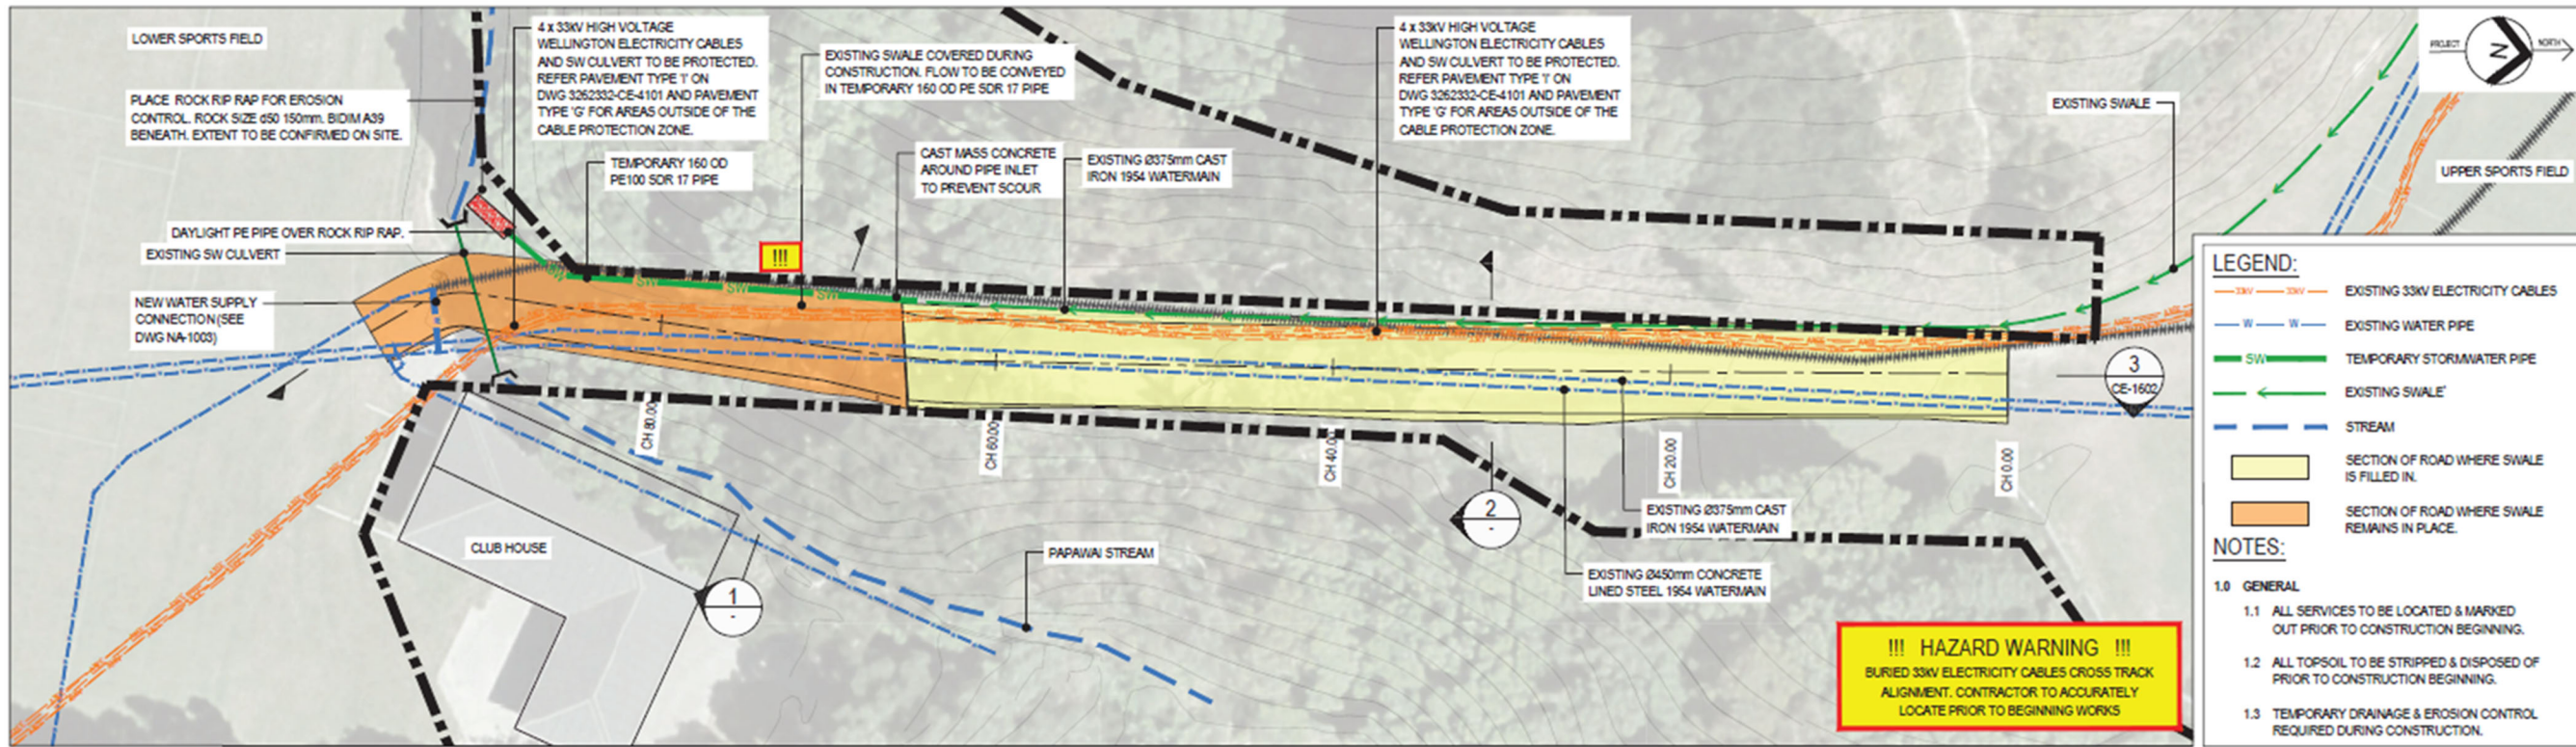 LOWER SPORTS FIELD
PLACE ROCK RIP RAP FOR EROSION
CONTROL. ROCK SIZE d50 150mm. BIDIM A39
BENEATH. EXTENT TO BE CONFIRMED ON SITE.
DAYLIGHT PE PIPE OVER ROCK RIP RAP.
EXISTING SW CULVERT
NEW WATER SUPPLY
CONNECTION (SEE
DWG NA-1003)
4 x 33kV HIGH VOLTAGE
WELLINGTON ELECTRICITY CABLES
AND SW CULVERT TO BE PROTECTED.
REFER PAVEMENT TYPE 'I' ON
DWG 3262332-CE-4101 AND PAVEMENT
TYPE 'G' FOR AREAS OUTSIDE OF THE
CABLE PROTECTION ZONE.
TEMPORARY 160 OD
PE100 SDR 17 PIPE
EXISTING SWALE COVERED DURING
CONSTRUCTION. FLOW TO BE CONVEYED
IN TEMPORARY 160 OD PE SDR 17 PIPE
CAST MASS CONCRETE
AROUND PIPE INLET
TO PREVENT SCOUR
EXISTING Ø375mm CAST
IRON 1954 WATERMAIN
4 x 33kV HIGH VOLTAGE
WELLINGTON ELECTRICITY CABLES
AND SW CULVERT TO BE PROTECTED.
REFER PAVEMENT TYPE 'I' ON
DWG 3262332-CE-4101 AND PAVEMENT
TYPE 'G' FOR AREAS OUTSIDE OF THE
CABLE PROTECTION ZONE.
EXISTING SWALE
PROJECT
N
NORTH
UPPER SPORTS FIELD
!!!
SW
SW
SW
SW
CH 80.00
CH 60.00
CH 40.00
CH 20.00
CH 0.00
3
CE-1602
2
-
1
-
CLUB HOUSE
PAPAWAI STREAM
EXISTING Ø375mm CAST
IRON 1954 WATERMAIN
EXISTING Ø450mm CONCRETE
LINED STEEL 1954 WATERMAIN
!!! HAZARD WARNING !!!
BURIED 33kV ELECTRICITY CABLES CROSS TRACK
ALIGNMENT. CONTRACTOR TO ACCURATELY
LOCATE PRIOR TO BEGINNING WORKS
LEGEND:
33kV 33kV EXISTING 33kV ELECTRICITY CABLES
W W EXISTING WATER PIPE
SW TEMPORARY STORMWATER PIPE
EXISTING SWALE'
STREAM
SECTION OF ROAD WHERE SWALE
IS FILLED IN.
SECTION OF ROAD WHERE SWALE
REMAINS IN PLACE.
NOTES:
1.0 GENERAL
1.1 ALL SERVICES TO BE LOCATED & MARKED
OUT PRIOR TO CONSTRUCTION BEGINNING.
1.2 ALL TOPSOIL TO BE STRIPPED & DISPOSED OF
PRIOR TO CONSTRUCTION BEGINNING.
1.3 TEMPORARY DRAINAGE & EROSION CONTROL
REQUIRED DURING CONSTRUCTION.